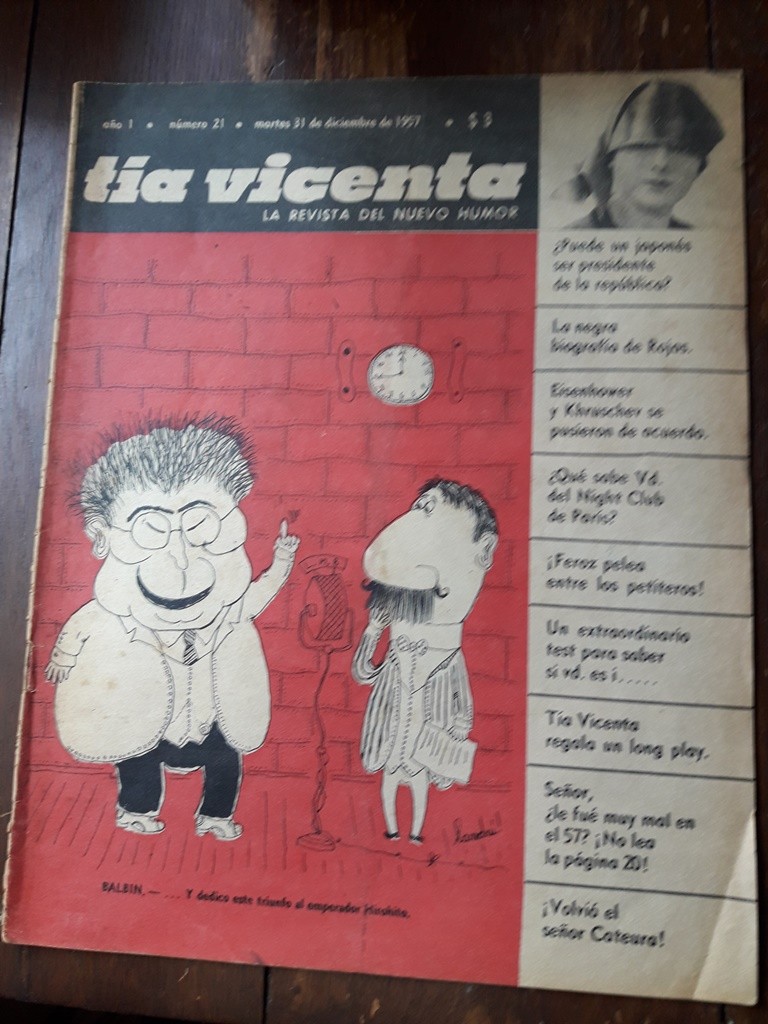 año 1 • número 21 • martes 31 de diciembre de 1957 • $ 3
tía vicenta
LA REVISTA DEL NUEVO HUMOR
¿Puede un japonés
ser presidente
de la república?
La negra
biografía de Rojas.
Eisenhower
y Khruschev se
pusieron de acuerdo.
¿Qué sabe Vd.
del Night Club
de París?
¡Feroz pelea
entre los petiteros!
Un extraordinario
test para saber
si vd. es i.....
Tía Vicenta
regala un long play.
Señor,
¿le fué muy mal en
el 57? ¡No lea
la página 20!
¡Volvió el
señor Cateura!
landrú
BALBIN. — ... Y dedico este triunfo al emperador Hirohito.